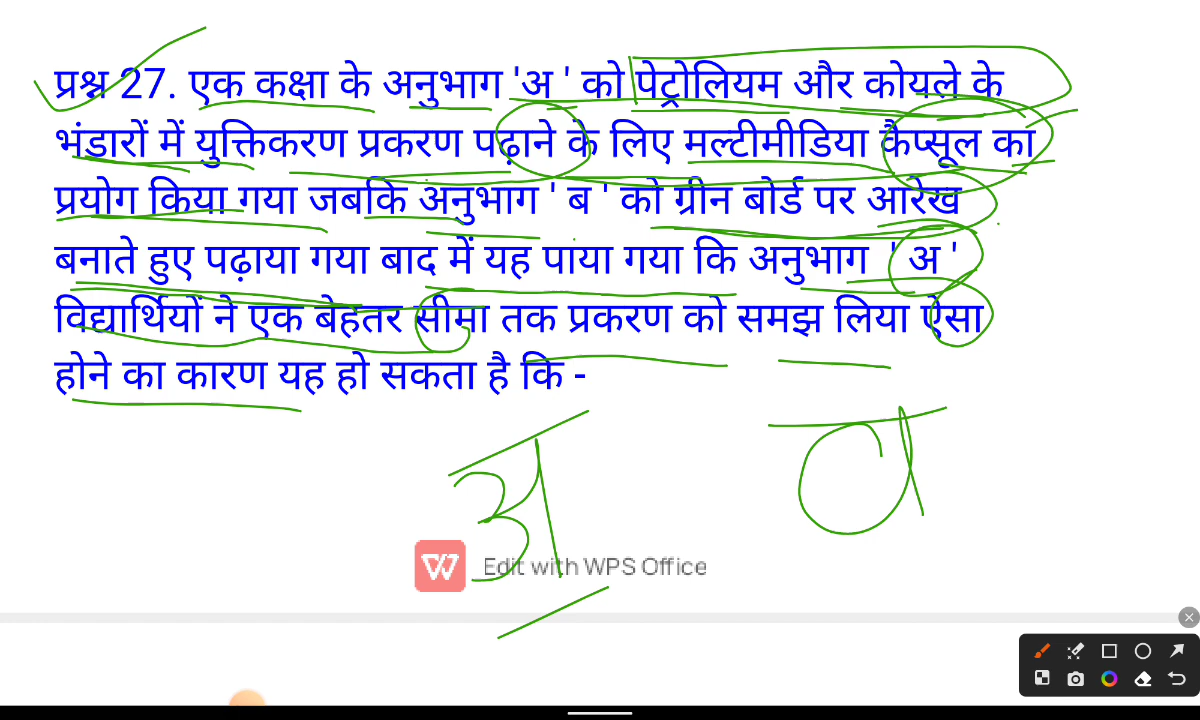 प्रश्न 27. एक कक्षा के अनुभाग 'अ ' को पेट्रोलियम और कोयले के
भंडारों में युक्तिकरण प्रकरण पढ़ाने के लिए मल्टीमीडिया कैप्सूल का
प्रयोग किया गया जबकि अनुभाग ' ब ' को ग्रीन बोर्ड पर आरेख
बनाते हुए पढ़ाया गया बाद में यह पाया गया कि अनुभाग ' अ '
विद्यार्थियों ने एक बेहतर सीमा तक प्रकरण को समझ लिया ऐसा
होने का कारण यह हो सकता है कि -
अ व
Edit with WPS Office